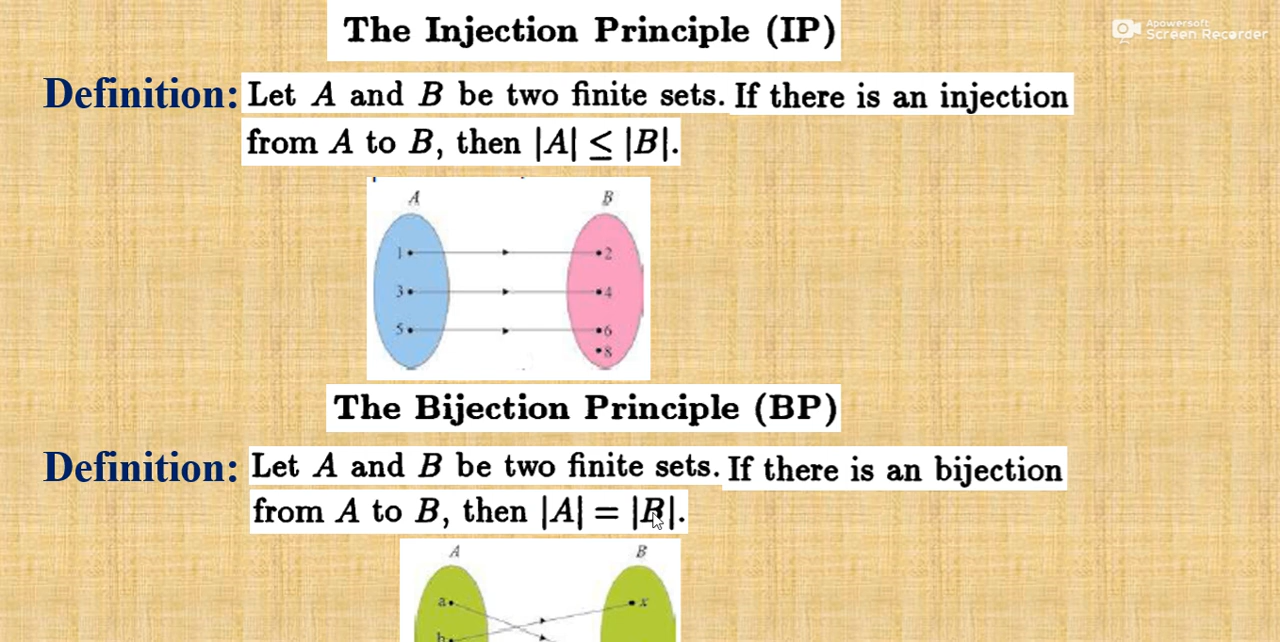 The Injection Principle (IP)
Apowersoft
Screen Recorder
Definition: Let A and B be two finite sets. If there is an injection
from A to B, then |A| ≤ |B|.
A B
1 2
3 4
5 6
8
The Bijection Principle (BP)
Definition: Let A and B be two finite sets. If there is an bijection
from A to B, then |A| = |B|.
A B
a x
b